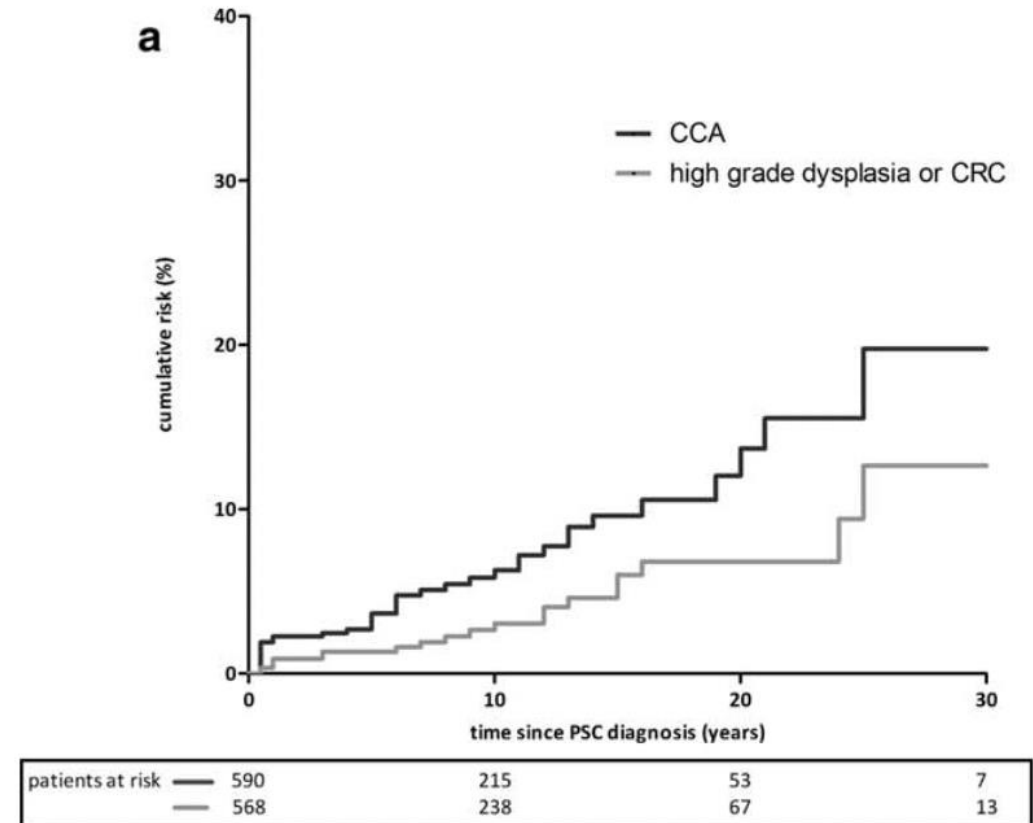 a
40
30
20
10
0
cumulative risk (%)
CCA
high grade dysplasia or CRC
0 10 20 30
time since PSC diagnosis (years)
patients at risk 590 215 53 7
568 238 67 13